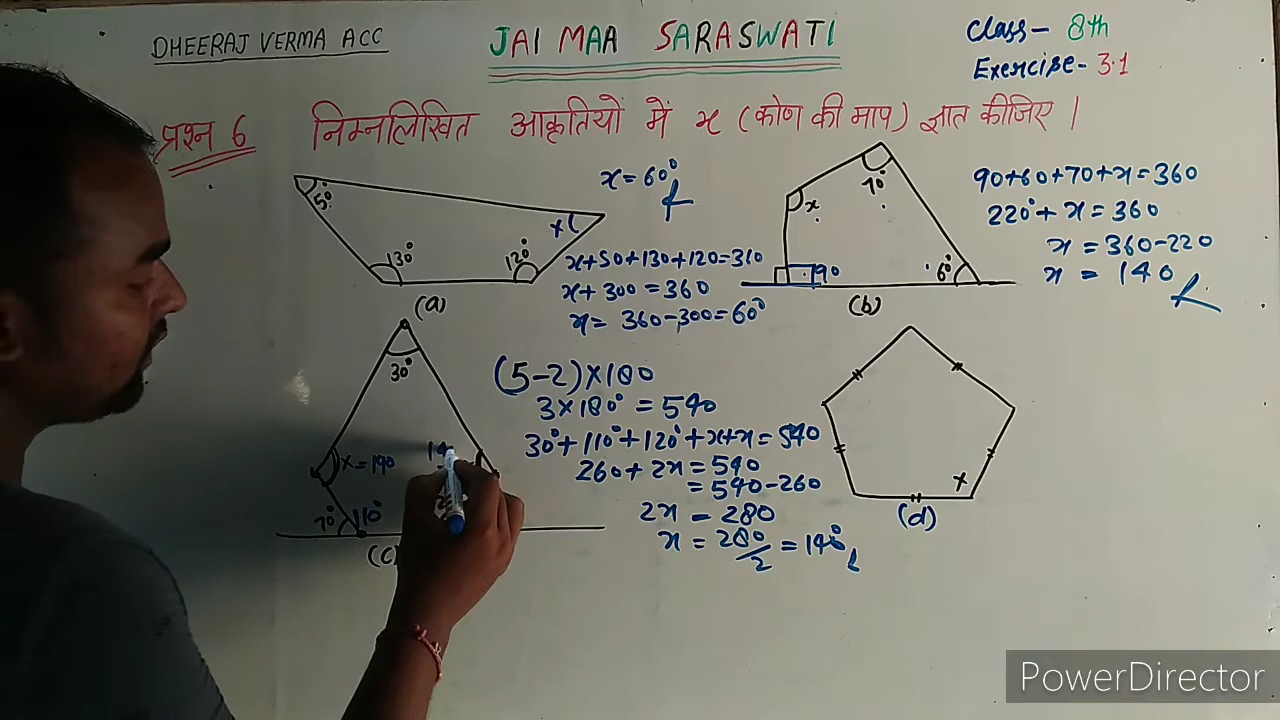 DHEERAJ VERMA ACC
JAI MAA SARASWATI
Class- 8th
Exercise- 3.1
प्रश्न 6 निम्नलिखित आकृतियों में x (कोण की माप) ज्ञात कीजिए।
50°
x
130°
120°
(a)
x=60°
x+50+130+120=360
x+300=360
x= 360-300=60°
x
70°
90
60°
(b)
90+60+70+x=360
220°+x=360
x=360-220
x = 140
30°
x=140
14
70°
110°
(c)
(5-2)×180
3×180°=540
30°+110°+120°+x+x=540
260+2x=540
=540-260
2x = 280
x = 280/2 = 140°
x
(d)
PowerDirector